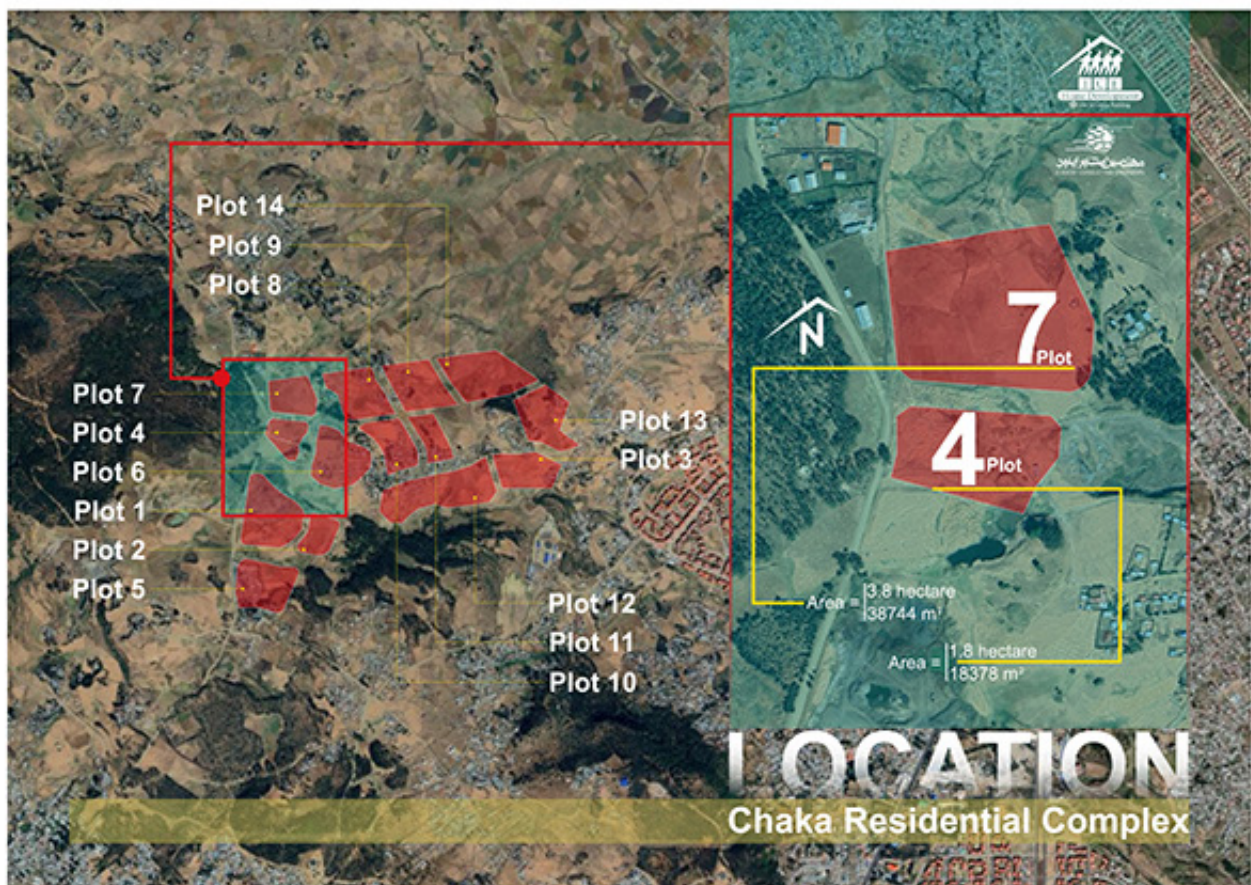 Plot 14
Plot 9
Plot 8
Plot 7
Plot 4
Plot 6
Plot 1
Plot 2
Plot 5
Plot 13
Plot 3
Plot 12
Plot 11
Plot 10
N
7
Plot
4
Plot
Area = 3.8 hectare
38744 m²
Area = 1.8 hectare
18378 m²
LOCATION
Chaka Residential Complex